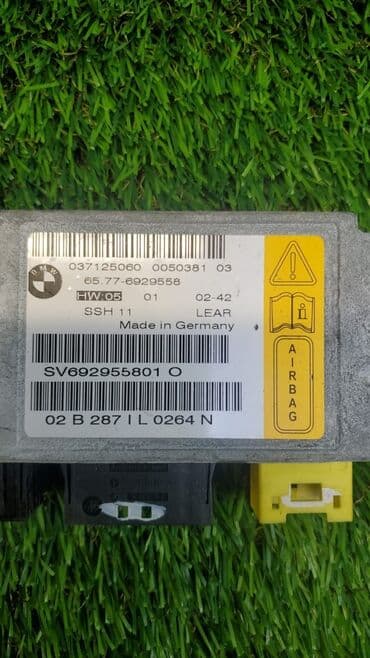 BMW
037125060 0050381 03
65.77-6929558
HW:05 01 02-42
SSH 11 LEAR
Made in Germany
SV692955801 O
02 B 287 I L 0264 N
AIRBAG
i